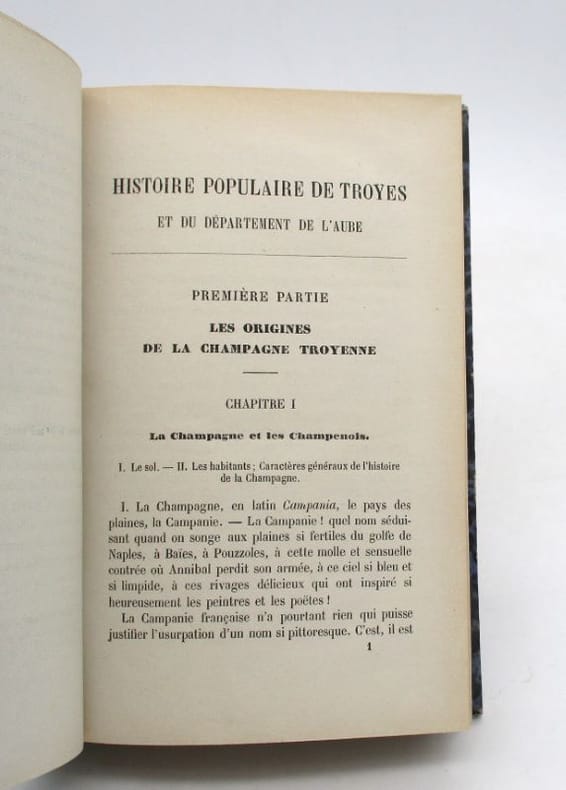 HISTOIRE POPULAIRE DE TROYES
ET DU DÉPARTEMENT DE L'AUBE
PREMIÈRE PARTIE
LES ORIGINES
DE LA CHAMPAGNE TROYENNE
CHAPITRE I
La Champagne et les Champenois.
I. Le sol. — II. Les habitants ; Caractères généraux de l'histoire
de la Champagne.
I. La Champagne, en latin Campania, le pays des
plaines, la Campanie. — La Campanie ! quel nom sédui-
sant quand on songe aux plaines si fertiles du golfe de
Naples, à Baïes, à Pouzzoles, à cette molle et sensuelle
contrée où Annibal perdit son armée, à ce ciel si bleu et
si limpide, à ces rivages délicieux qui ont inspiré si
heureusement les peintres et les poëtes !
La Campanie française n'a pourtant rien qui puisse
justifier l'usurpation d'un nom si pittoresque. C'est, il est
1